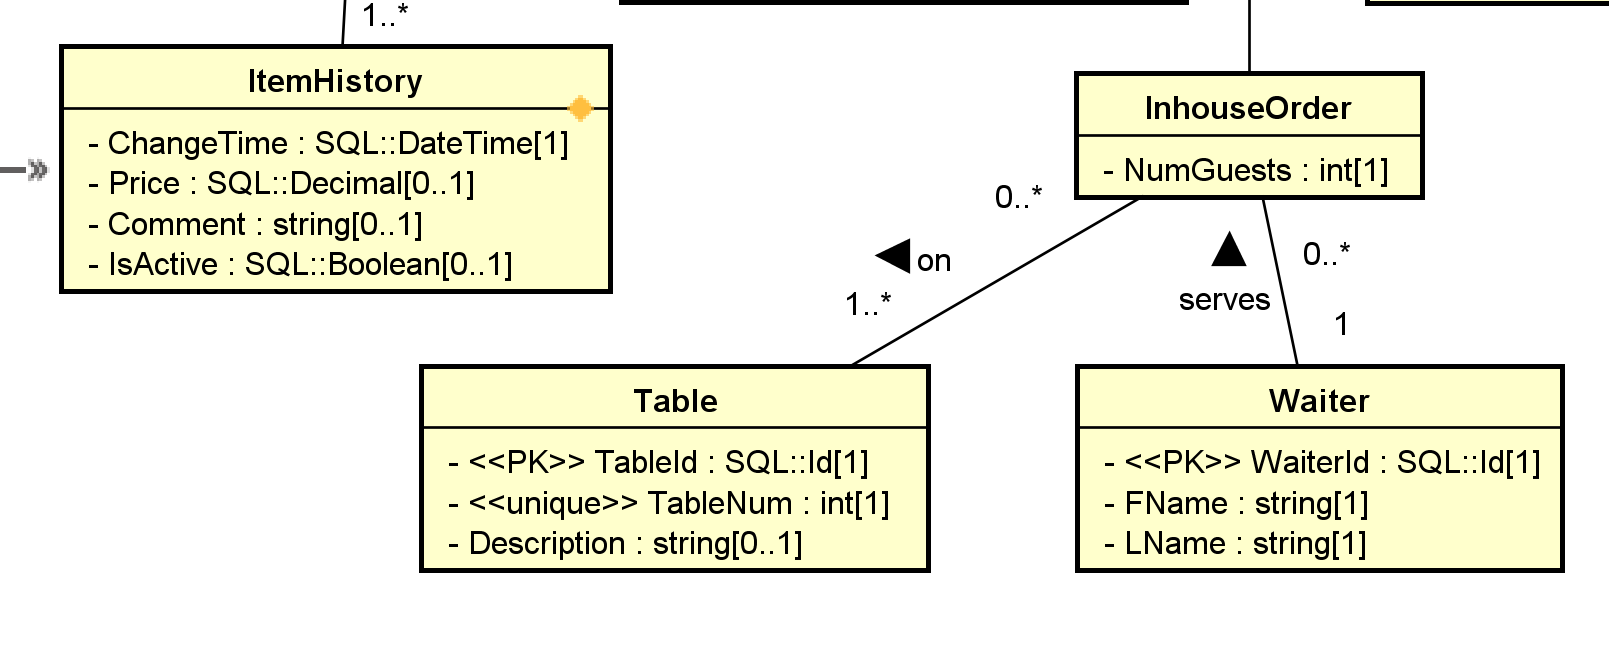 1..*
ItemHistory
- ChangeTime : SQL::DateTime[1]
- Price : SQL::Decimal[0..1]
- Comment : string[0..1]
- IsActive : SQL::Boolean[0..1]
InhouseOrder
- NumGuests : int[1]
0..*
on
1..*
0..*
serves
1
Table
- <<PK>> TableId : SQL::Id[1]
- <<unique>> TableNum : int[1]
- Description : string[0..1]
Waiter
- <<PK>> WaiterId : SQL::Id[1]
- FName : string[1]
- LName : string[1]